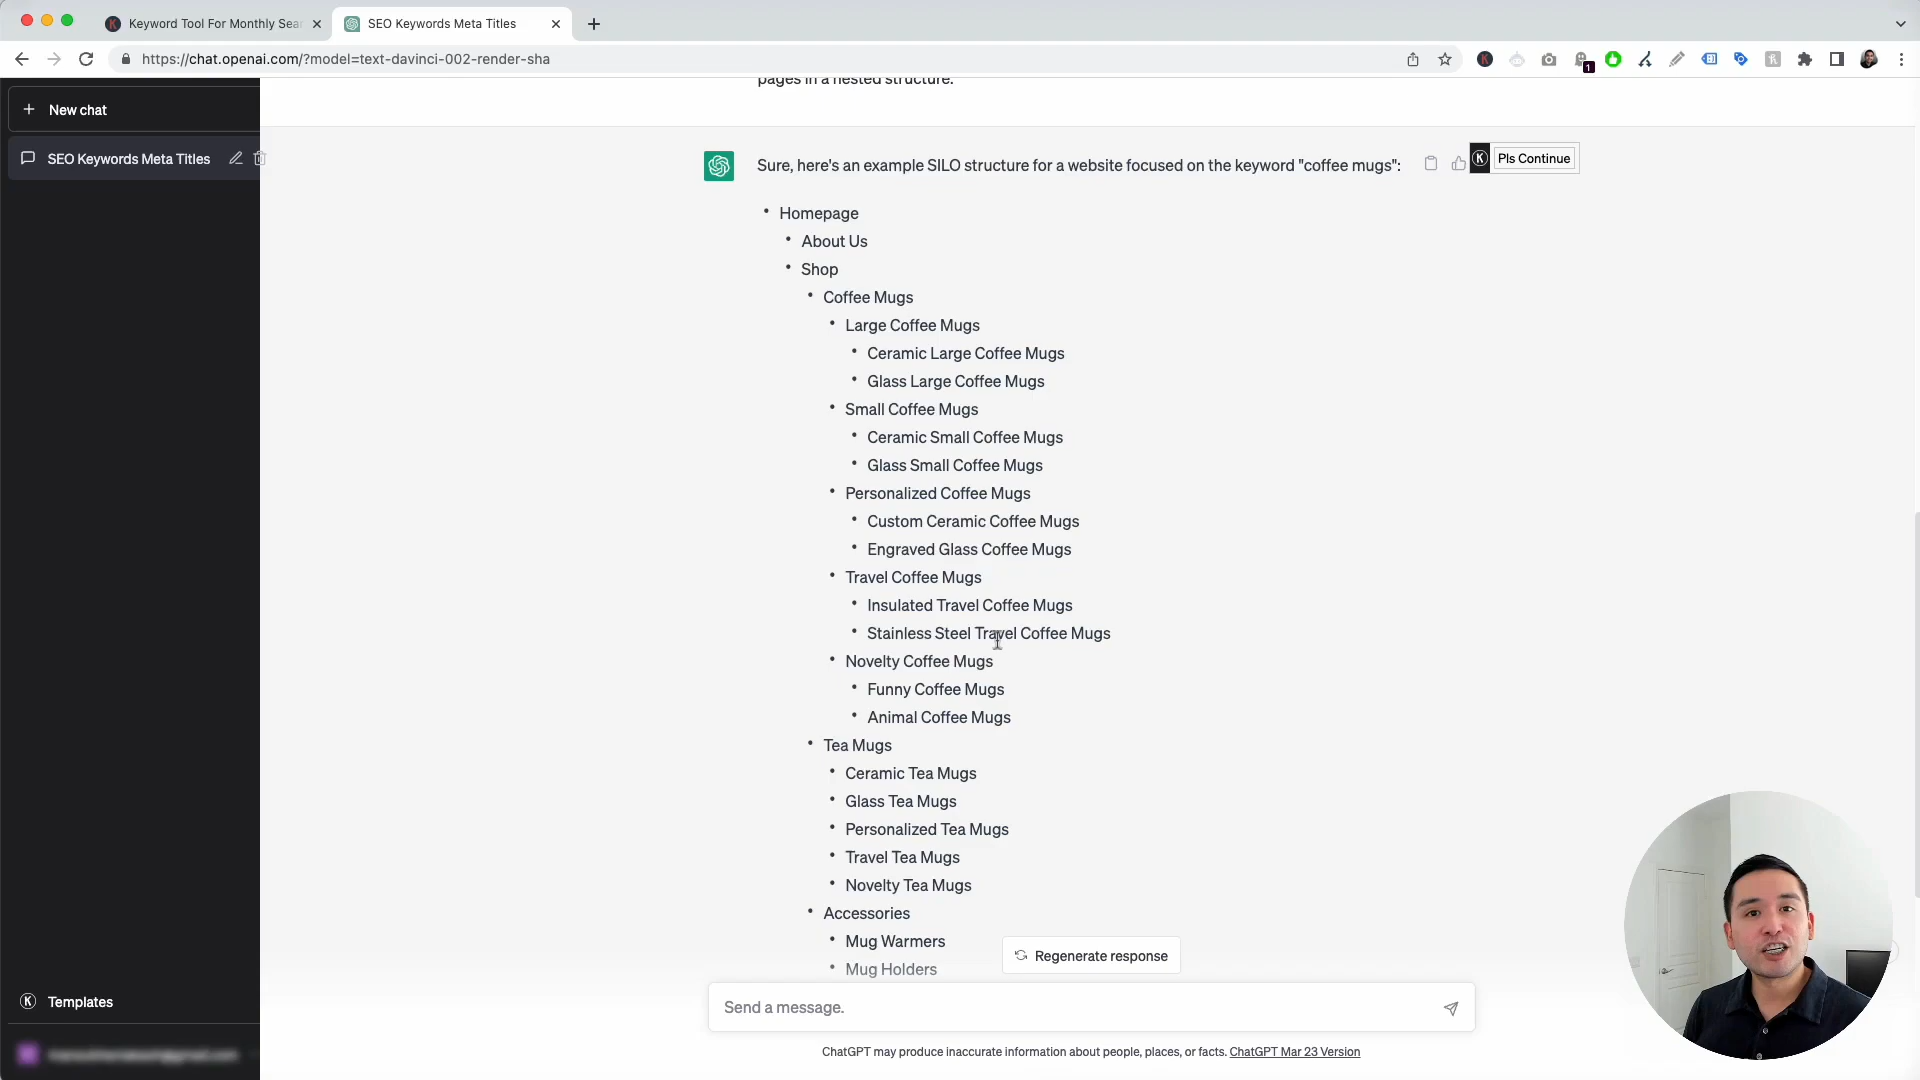 Keyword Tool For Monthly Sear
SEO Keywords Meta Titles
https://chat.openai.com/?model=text-davinci-002-render-sha
1
pages in a nested structure.
New chat
SEO Keywords Meta Titles
Sure, here's an example SILO structure for a website focused on the keyword "coffee mugs":
K Pls Continue
• Homepage
• About Us
• Shop
• Coffee Mugs
• Large Coffee Mugs
• Ceramic Large Coffee Mugs
• Glass Large Coffee Mugs
• Small Coffee Mugs
• Ceramic Small Coffee Mugs
• Glass Small Coffee Mugs
• Personalized Coffee Mugs
• Custom Ceramic Coffee Mugs
• Engraved Glass Coffee Mugs
• Travel Coffee Mugs
• Insulated Travel Coffee Mugs
• Stainless Steel Travel Coffee Mugs
• Novelty Coffee Mugs
• Funny Coffee Mugs
• Animal Coffee Mugs
• Tea Mugs
• Ceramic Tea Mugs
• Glass Tea Mugs
• Personalized Tea Mugs
• Travel Tea Mugs
• Novelty Tea Mugs
• Accessories
• Mug Warmers
• Mug Holders
Regenerate response
K Templates
Send a message.
ChatGPT may produce inaccurate information about people, places, or facts. ChatGPT Mar 23 Version